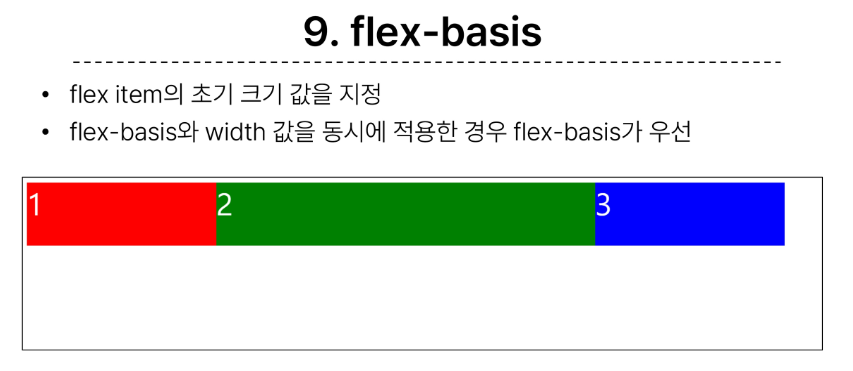 9. flex-basis
• flex item의 초기 크기 값을 지정
• flex-basis와 width 값을 동시에 적용한 경우 flex-basis가 우선
1 2 3